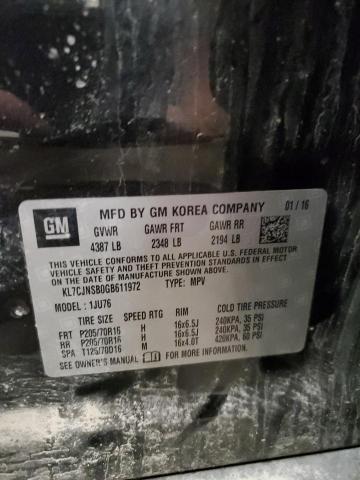 GM
MFD BY GM KOREA COMPANY 01/16
GVWR GAWR FRT GAWR RR
4387 LB 2348 LB 2194 LB
THIS VEHICLE CONFORMS TO ALL APPLICABLE U.S. FEDERAL MOTOR
VEHICLE SAFETY AND THEFT PREVENTION STANDARDS IN EFFECT
ON THE DATE OF MANUFACTURE SHOWN ABOVE.
KL7CJNSB0GB611972 TYPE: MPV
MODEL: 1JU76
TIRE SIZE SPEED RTG RIM COLD TIRE PRESSURE
FRT P205/70R16 H 16x6.5J 240KPA, 35 PSI
RR P205/70R16 H 16x6.5J 240KPA, 35 PSI
SPA T125/70D16 M 16x4.0T 420KPA, 60 PSI
SEE OWNER'S MANUAL FOR MORE INFORMATION